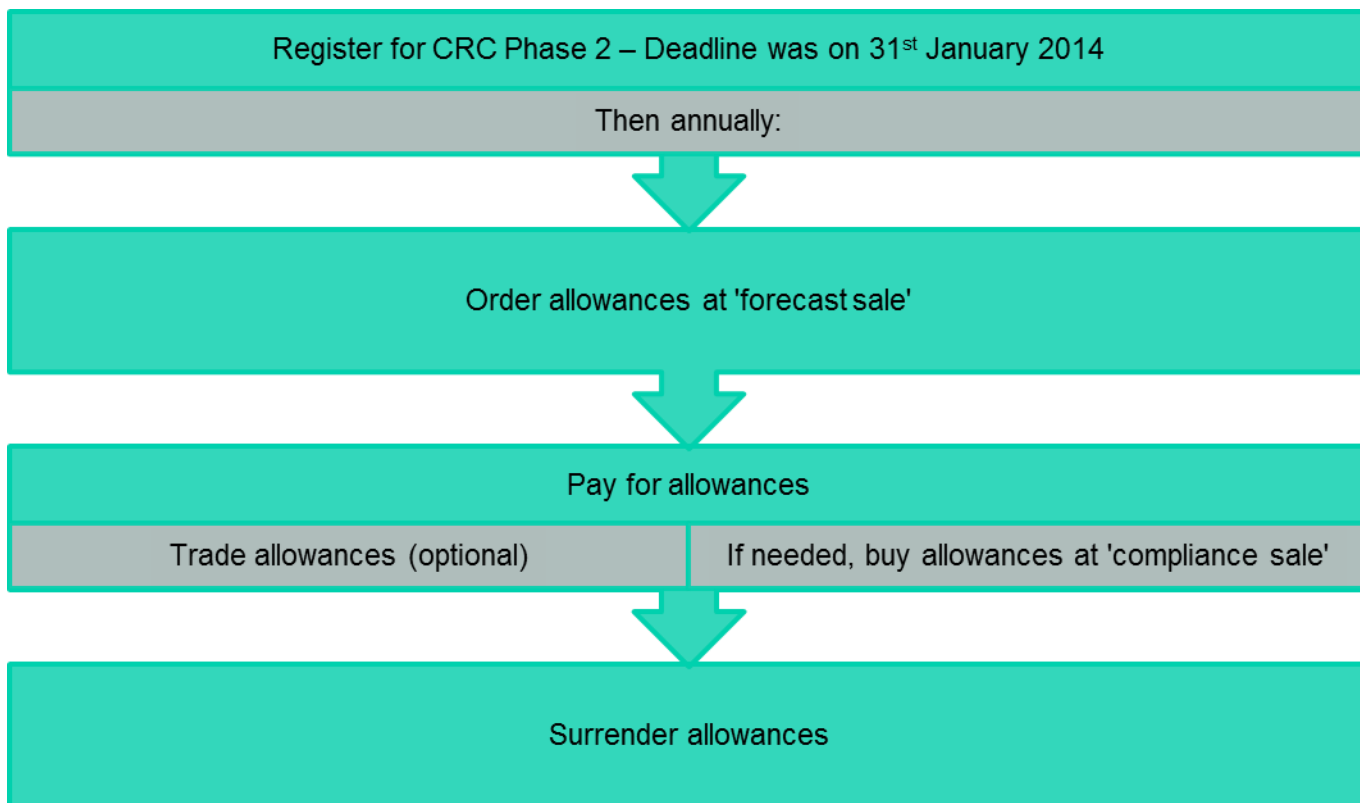 Register for CRC Phase 2 – Deadline was on 31st January 2014
Then annually:
Order allowances at 'forecast sale'
Pay for allowances
Trade allowances (optional)
If needed, buy allowances at 'compliance sale'
Surrender allowances